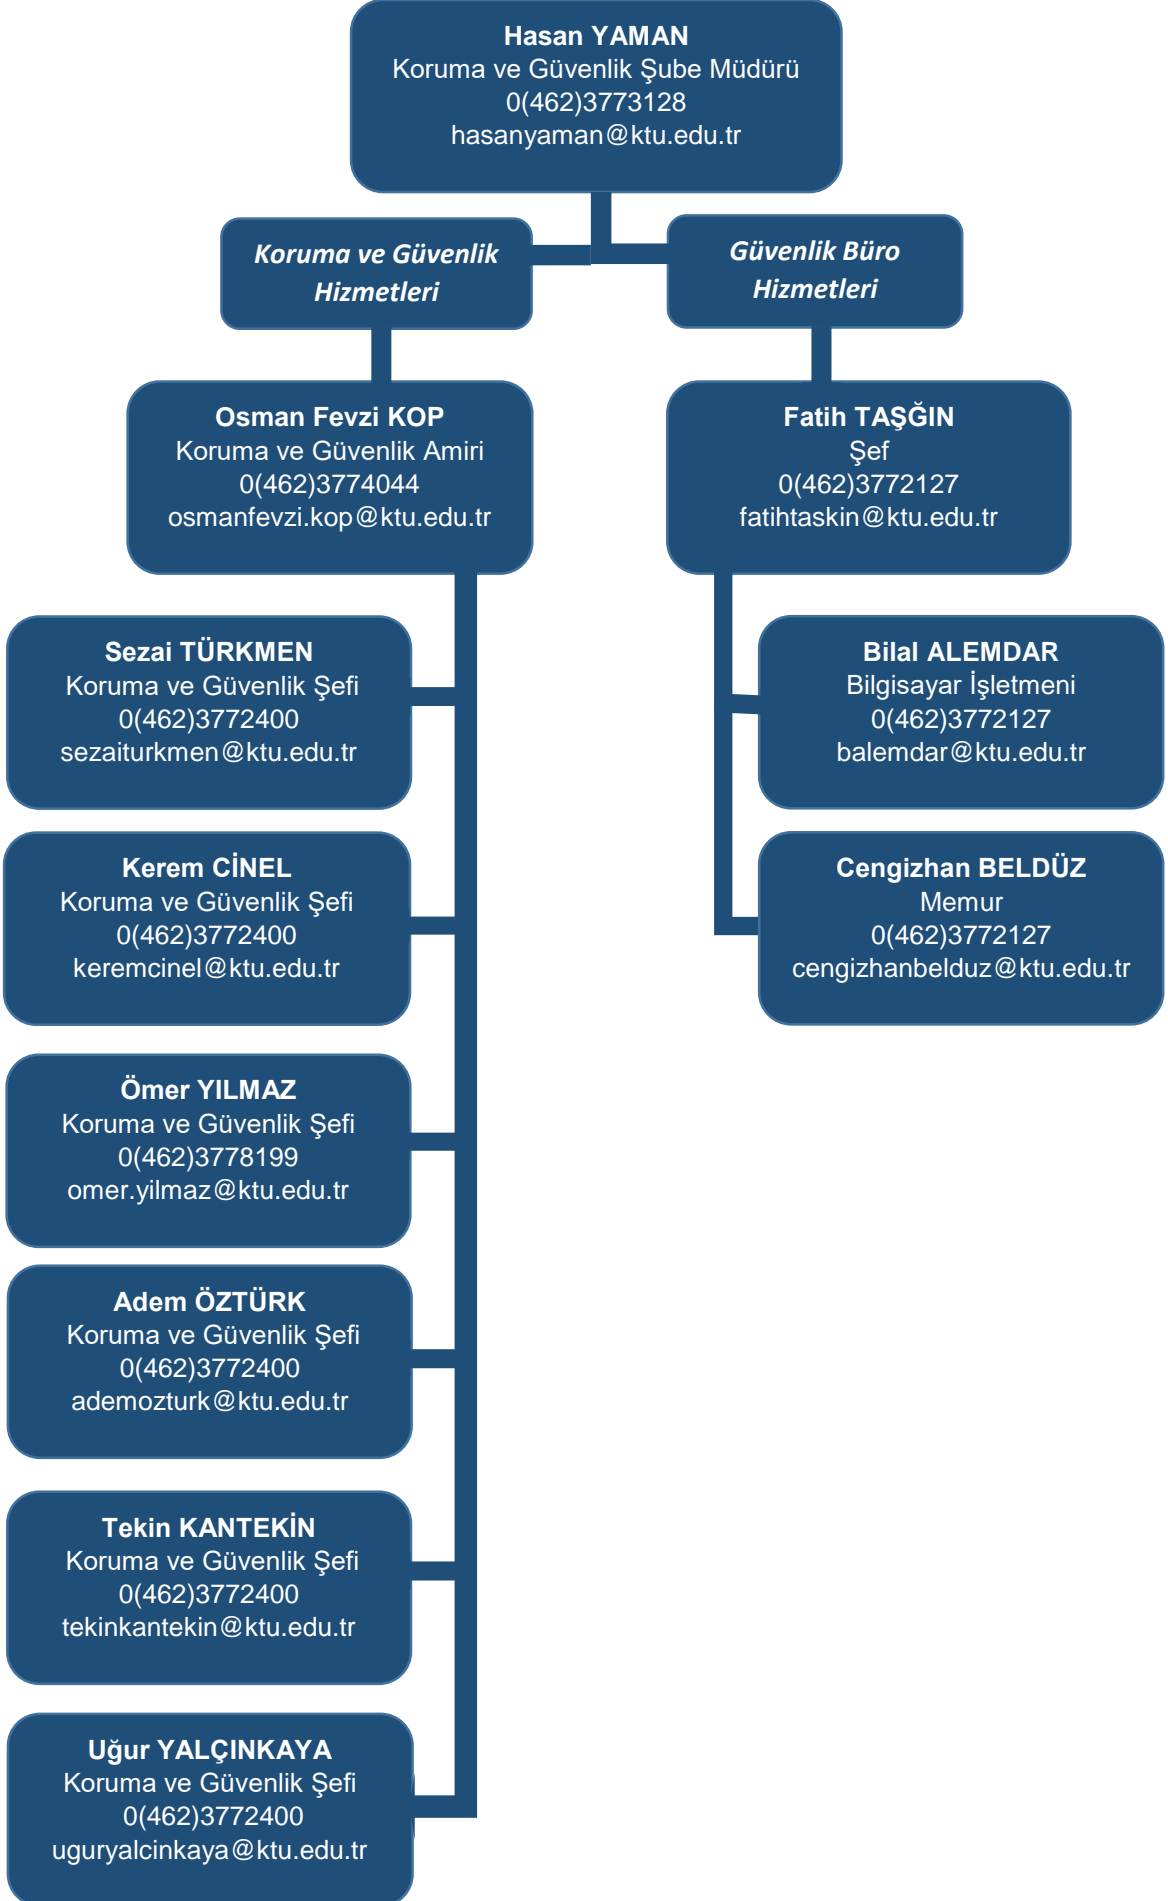 Hasan YAMAN
Koruma ve Güvenlik Şube Müdürü
0(462)3773128
hasanyaman@ktu.edu.tr
Koruma ve Güvenlik
Hizmetleri
Güvenlik Büro
Hizmetleri
Osman Fevzi KOP
Koruma ve Güvenlik Amiri
0(462)3774044
osmanfevzi.kop@ktu.edu.tr
Fatih TAŞĞIN
Şef
0(462)3772127
fatihtaskin@ktu.edu.tr
Sezai TÜRKMEN
Koruma ve Güvenlik Şefi
0(462)3772400
sezaiturkmen@ktu.edu.tr
Bilal ALEMDAR
Bilgisayar İşletmeni
0(462)3772127
balemdar@ktu.edu.tr
Kerem CİNEL
Koruma ve Güvenlik Şefi
0(462)3772400
keremcinel@ktu.edu.tr
Cengizhan BELDÜZ
Memur
0(462)3772127
cengizhanbelduz@ktu.edu.tr
Ömer YILMAZ
Koruma ve Güvenlik Şefi
0(462)3778199
omer.yilmaz@ktu.edu.tr
Adem ÖZTÜRK
Koruma ve Güvenlik Şefi
0(462)3772400
ademozturk@ktu.edu.tr
Tekin KANTEKİN
Koruma ve Güvenlik Şefi
0(462)3772400
tekinkantekin@ktu.edu.tr
Uğur YALÇINKAYA
Koruma ve Güvenlik Şefi
0(462)3772400
uguryalcinkaya@ktu.edu.tr